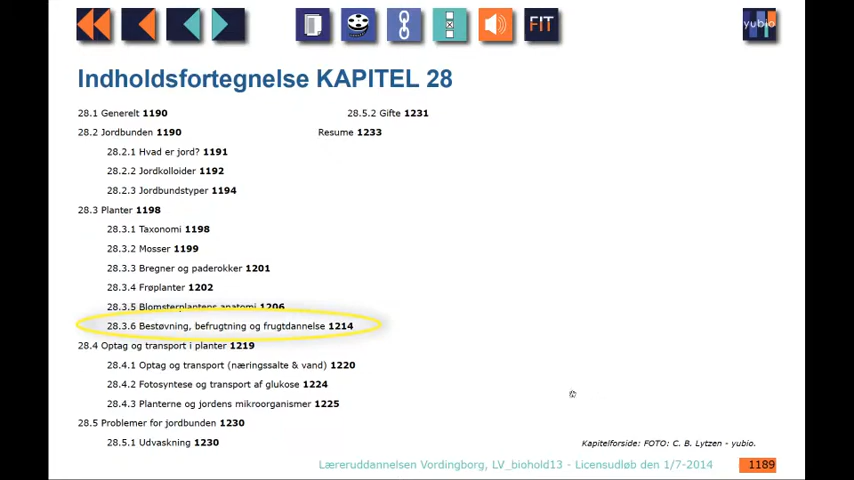 FIT
yubio
Indholdsfortegnelse KAPITEL 28
28.1 Generelt 1190
28.2 Jordbunden 1190
28.2.1 Hvad er jord? 1191
28.2.2 Jordkolloider 1192
28.2.3 Jordbundstyper 1194
28.3 Planter 1198
28.3.1 Taxonomi 1198
28.3.2 Mosser 1199
28.3.3 Bregner og paderokker 1201
28.3.4 Frøplanter 1202
28.3.5 Blomsterplantens anatomi 1206
28.3.6 Bestøvning, befrugtning og frugtdannelse 1214
28.4 Optag og transport i planter 1219
28.4.1 Optag og transport (næringssalte & vand) 1220
28.4.2 Fotosyntese og transport af glukose 1224
28.4.3 Planterne og jordens mikroorganismer 1225
28.5 Problemer for jordbunden 1230
28.5.1 Udvaskning 1230
28.5.2 Gifte 1231
Resume 1233
Kapitelforside: FOTO: C. B. Lytzen - yubio.
Læreruddannelsen Vordingborg, LV_biohold13 - Licensudløb den 1/7-2014
1189